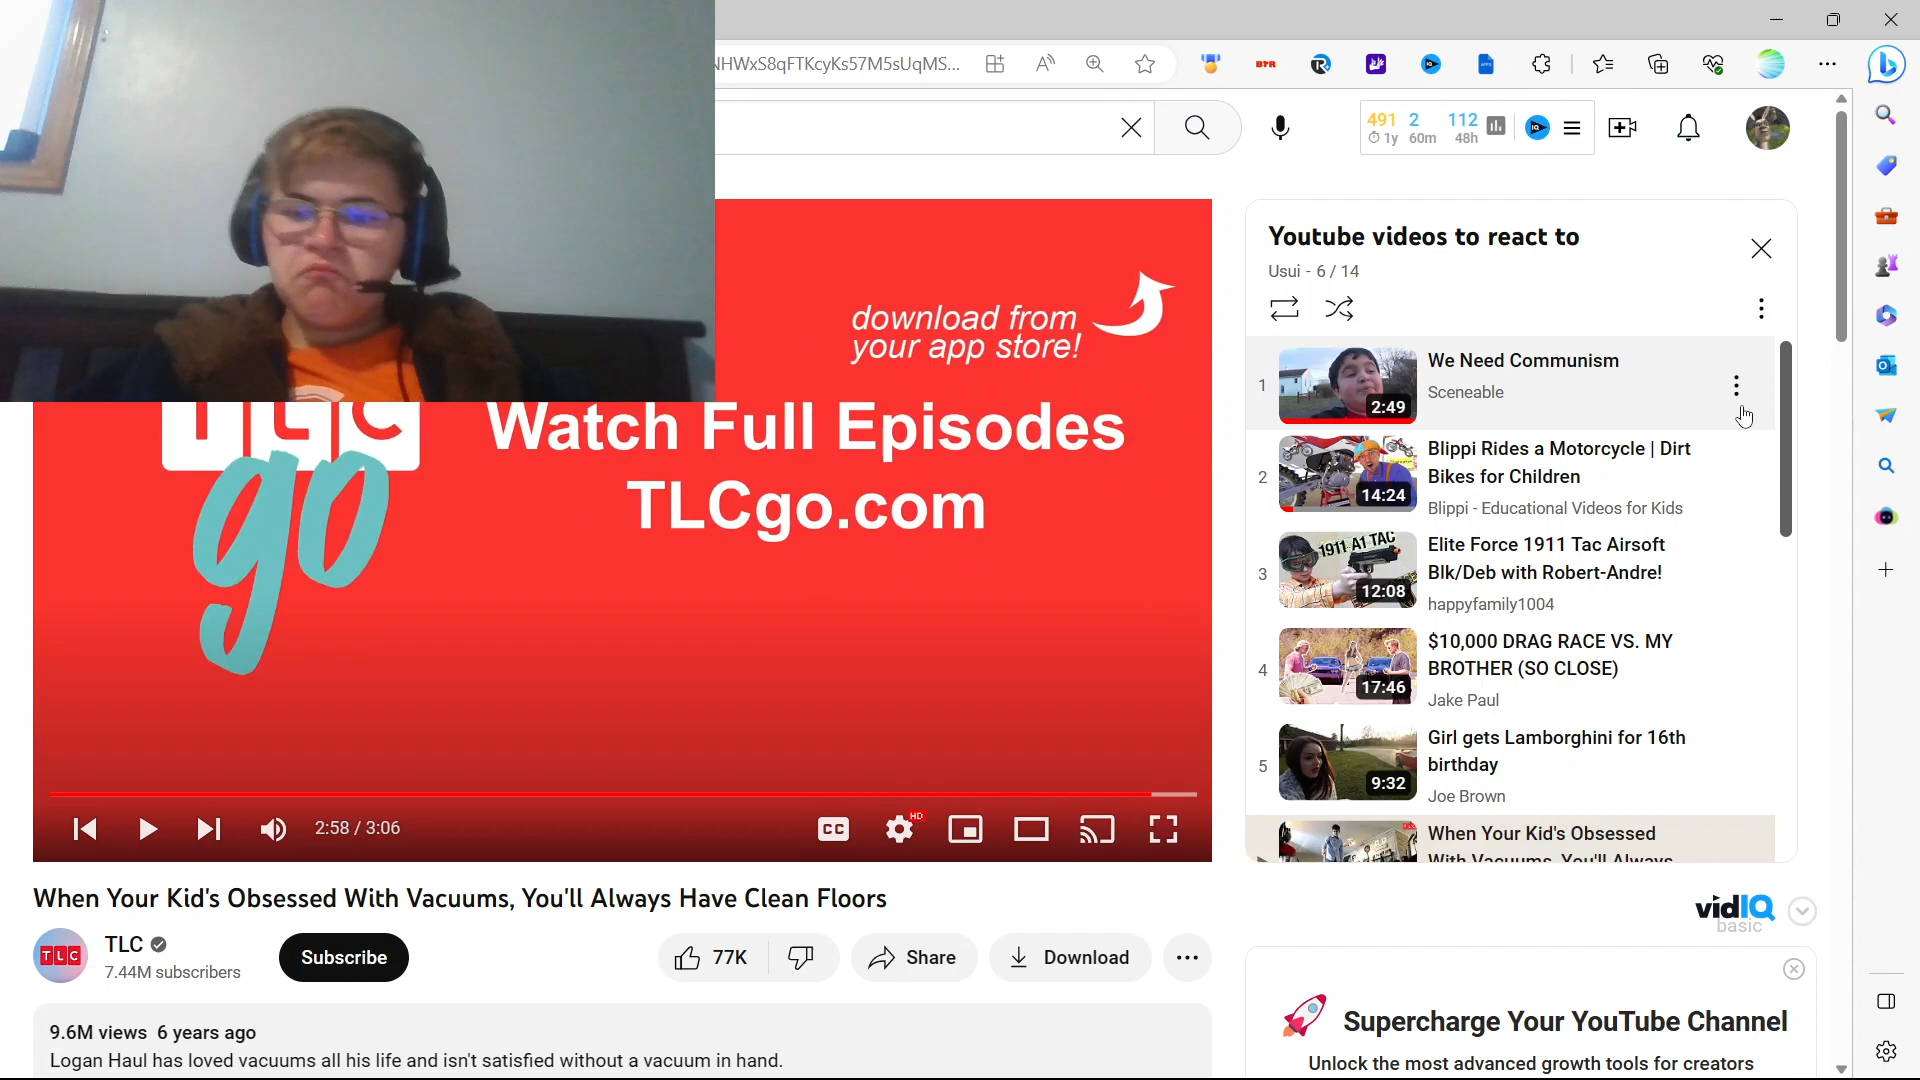 NHWxS8qFTKcyKs57M5sUqMS...
BTR
491 2 112
1y 60m 48h
download from
your app store!
TLC
go
Watch Full Episodes
TLCgo.com
2:58 / 3:06
CC
HD
Youtube videos to react to
Usui - 6 / 14
1
2:49
We Need Communism
Sceneable
2
14:24
Blippi Rides a Motorcycle | Dirt
Bikes for Children
Blippi - Educational Videos for Kids
3
1911 A1 TAC
12:08
Elite Force 1911 Tac Airsoft
Blk/Deb with Robert-Andre!
happyfamily1004
4
17:46
$10,000 DRAG RACE VS. MY
BROTHER (SO CLOSE)
Jake Paul
5
9:32
Girl gets Lamborghini for 16th
birthday
Joe Brown
When Your Kid's Obsessed
With Vacuums, You'll Always
When Your Kid's Obsessed With Vacuums, You'll Always Have Clean Floors
TLC
TLC
7.44M subscribers
Subscribe
77K
Share
Download
9.6M views 6 years ago
Logan Haul has loved vacuums all his life and isn't satisfied without a vacuum in hand.
vidIQ
basic
Supercharge Your YouTube Channel
Unlock the most advanced growth tools for creators